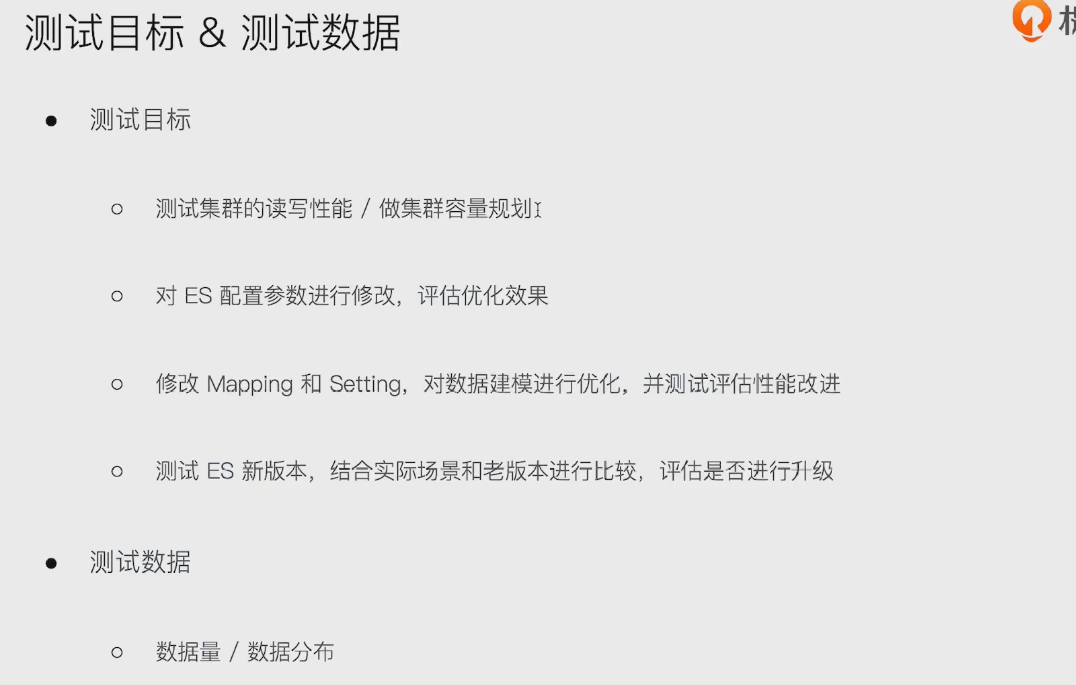 测试目标 & 测试数据
测试目标
测试集群的读写性能 / 做集群容量规划
对 ES 配置参数进行修改，评估优化效果
修改 Mapping 和 Setting，对数据建模进行优化，并测试评估性能改进
测试 ES 新版本，结合实际场景和老版本进行比较，评估是否进行升级
测试数据
数据量 / 数据分布